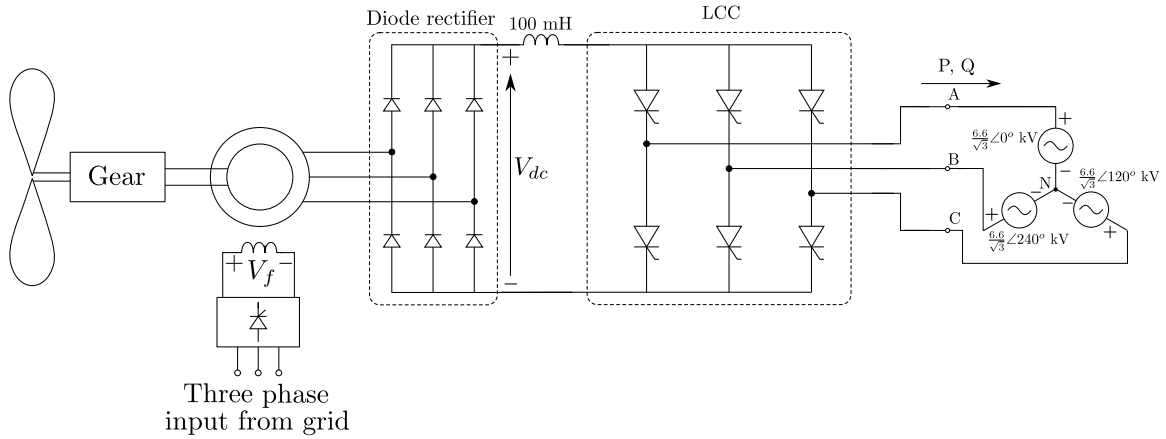 Diode rectifier
100 mH
LCC
P, Q
A
+
+
6.6/√3∠0° kV
Gear
V_dc
B
−
N
6.6/√3∠120° kV
−
−
+
C
+
6.6/√3∠240° kV
+ V_f −
−
Three phase
input from grid